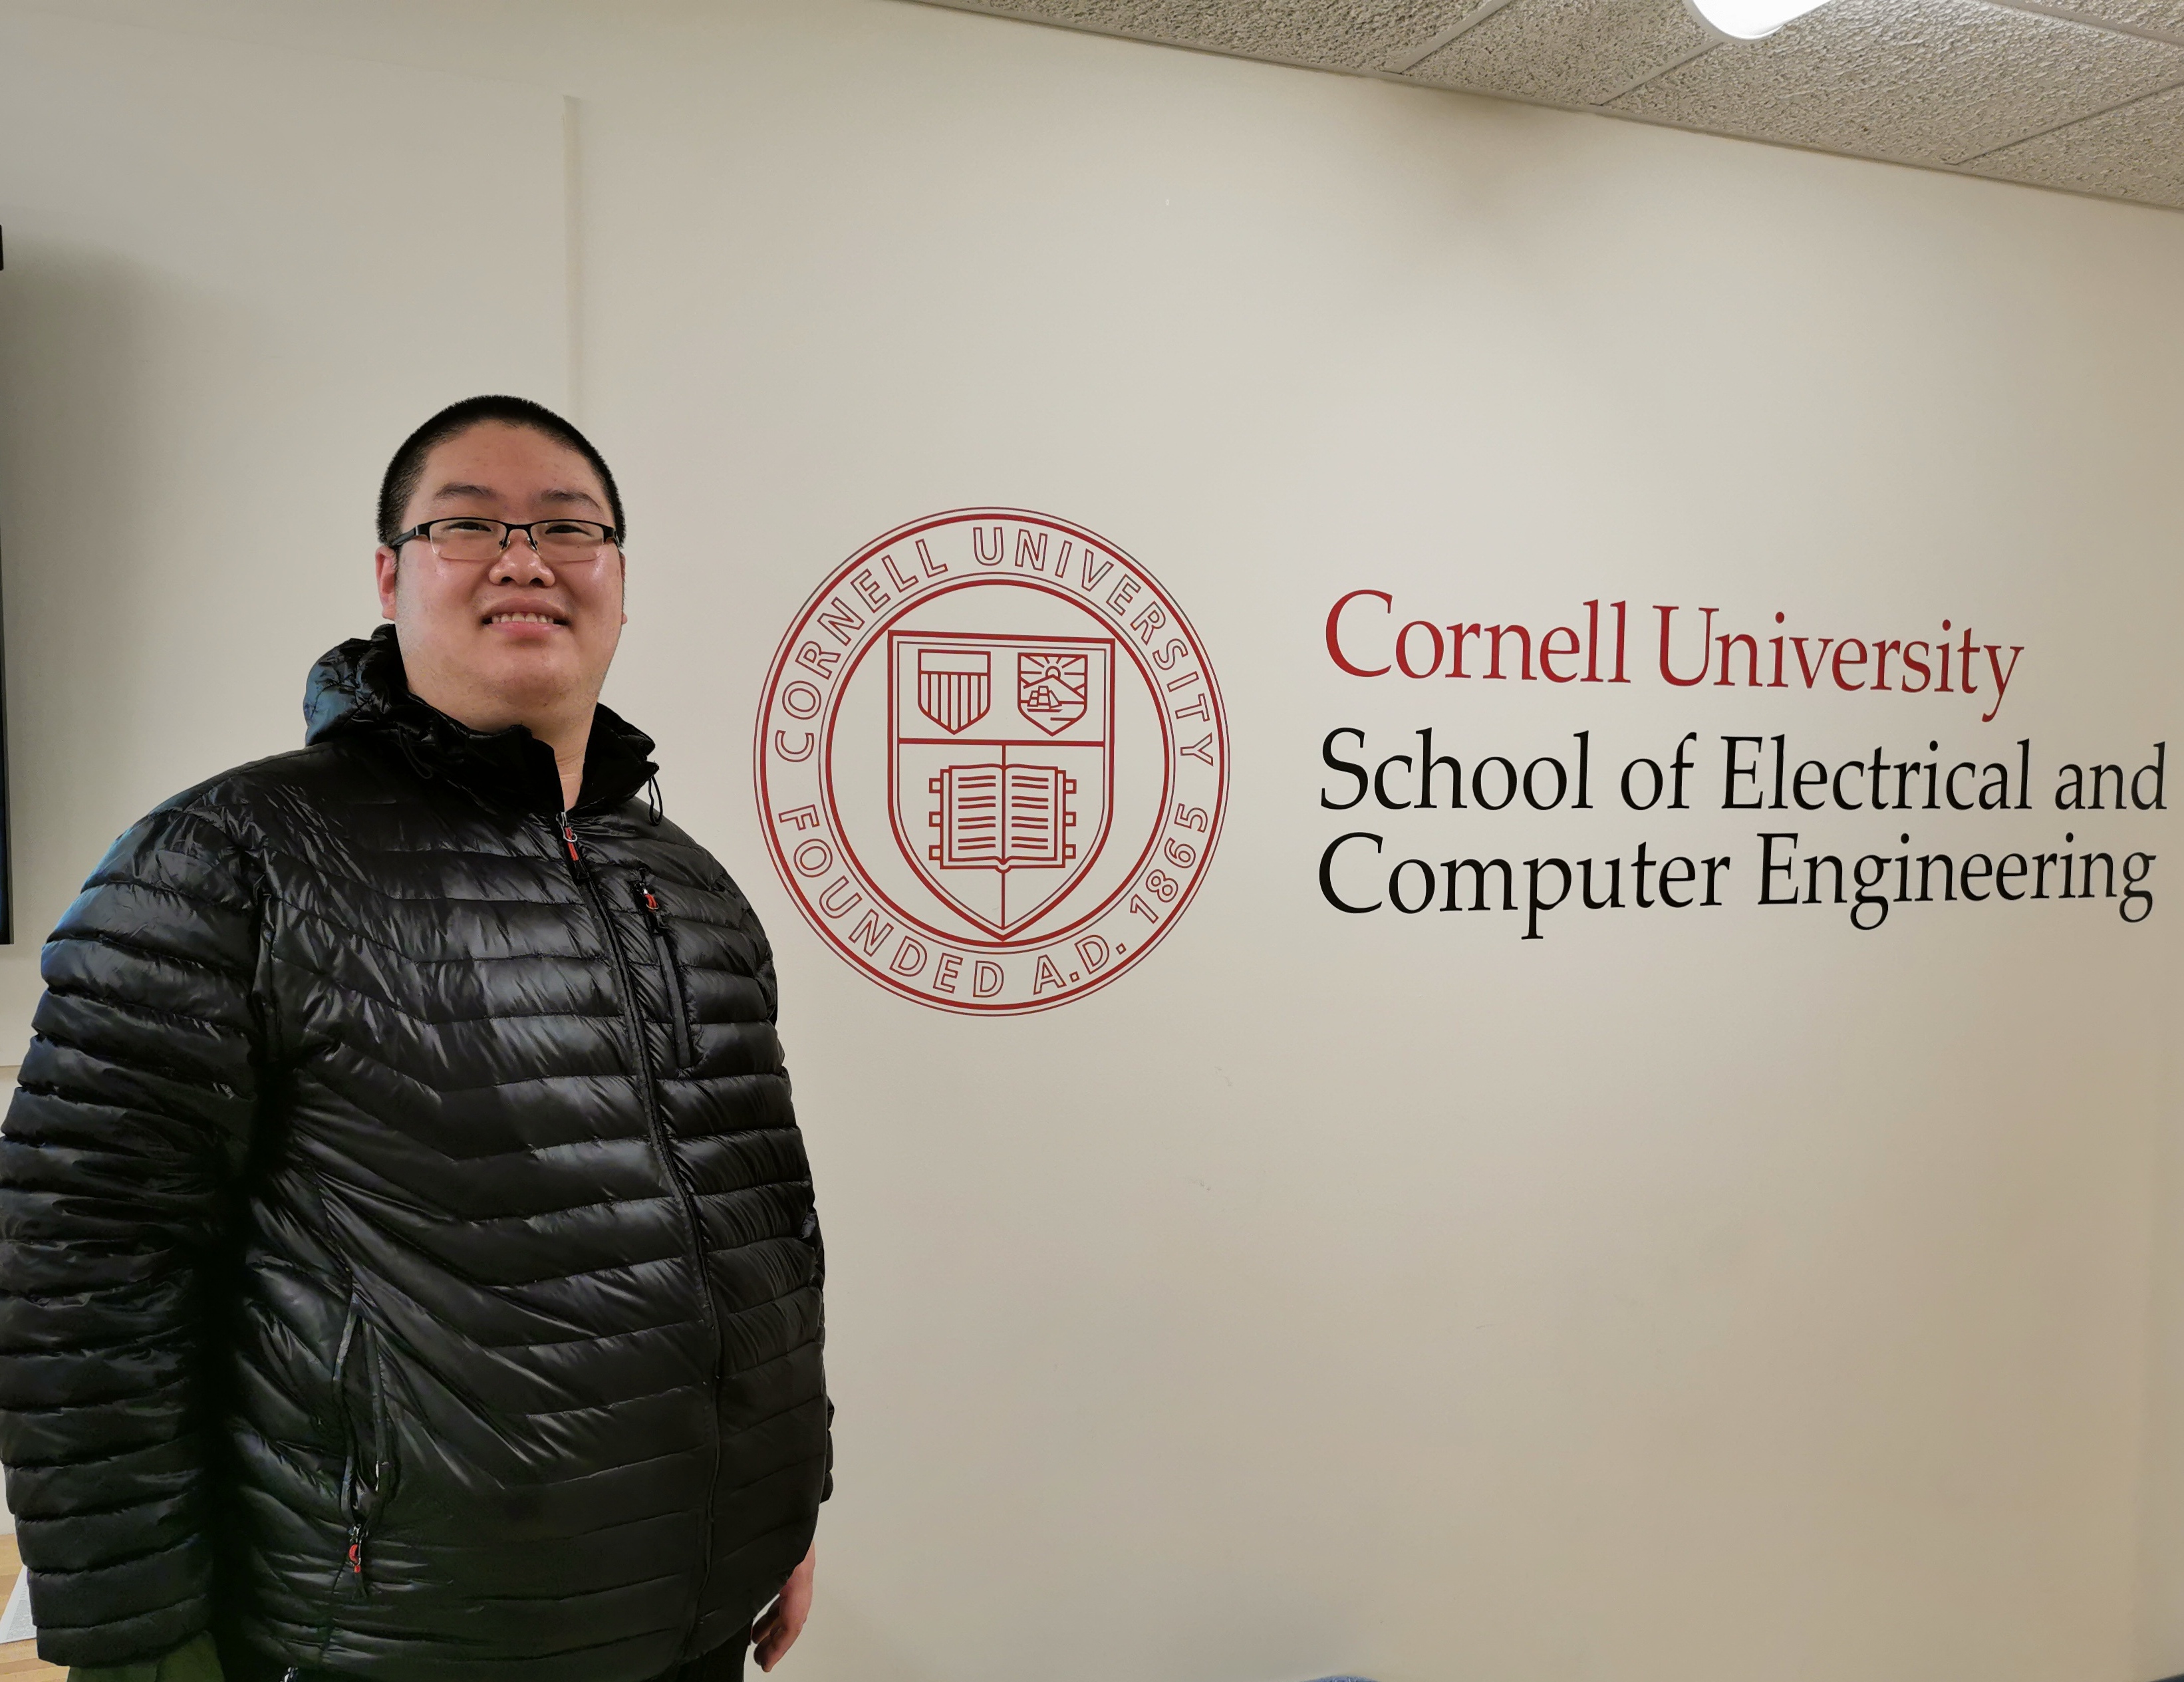 CORNELL UNIVERSITY
FOUNDED A.D. 1865
Cornell University
School of Electrical and
Computer Engineering